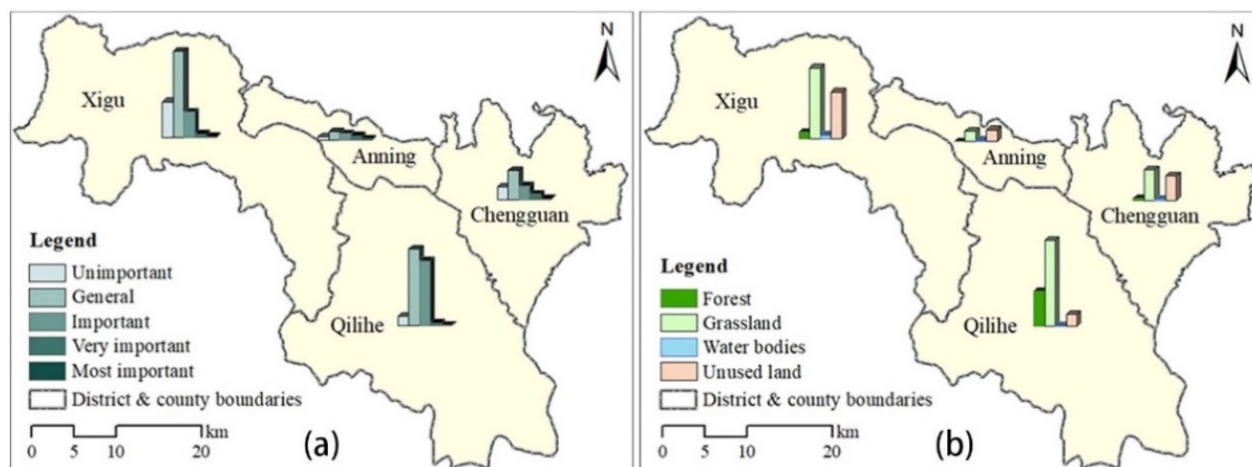 N
Xigu
Anning
Chengguan
Qilihe
Legend
Unimportant
General
Important
Very important
Most important
District & county boundaries
km
0 5 10 20
(a)
N
Xigu
Anning
Chengguan
Qilihe
Legend
Forest
Grassland
Water bodies
Unused land
District & county boundaries
km
0 5 10 20
(b)